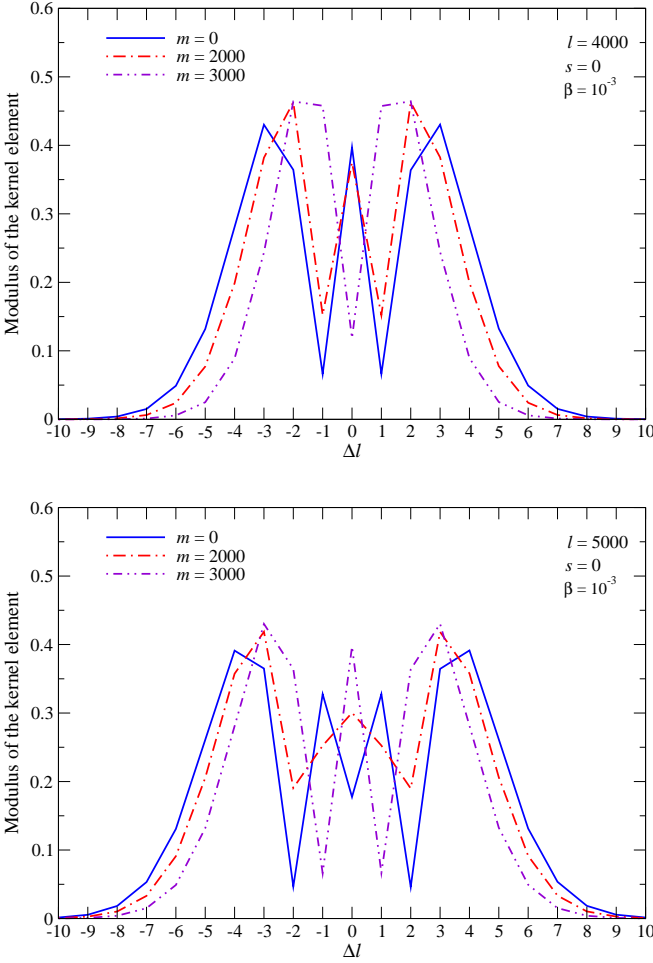 0.6
0.5
0.4
0.3
0.2
0.1
0
Modulus of the kernel element
m = 0
m = 2000
m = 3000
l = 4000
s = 0
β = 10⁻³
-10 -9 -8 -7 -6 -5 -4 -3 -2 -1 0 1 2 3 4 5 6 7 8 9 10
Δl
0.6
0.5
0.4
0.3
0.2
0.1
0
Modulus of the kernel element
m = 0
m = 2000
m = 3000
l = 5000
s = 0
β = 10⁻³
-10 -9 -8 -7 -6 -5 -4 -3 -2 -1 0 1 2 3 4 5 6 7 8 9 10
Δl